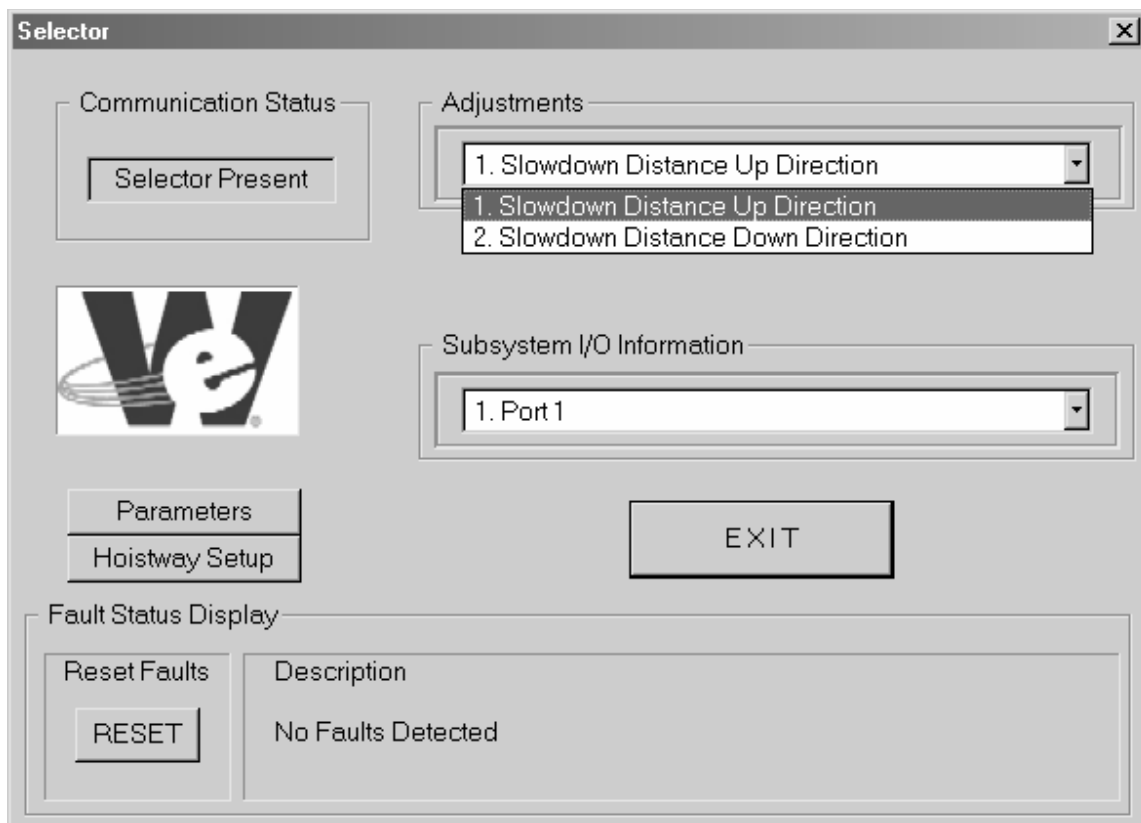 Selector
Communication Status
Selector Present
Adjustments
1. Slowdown Distance Up Direction
1. Slowdown Distance Up Direction
2. Slowdown Distance Down Direction
We®
Subsystem I/O Information
1. Port 1
Parameters
Hoistway Setup
EXIT
Fault Status Display
Reset Faults
RESET
Description
No Faults Detected